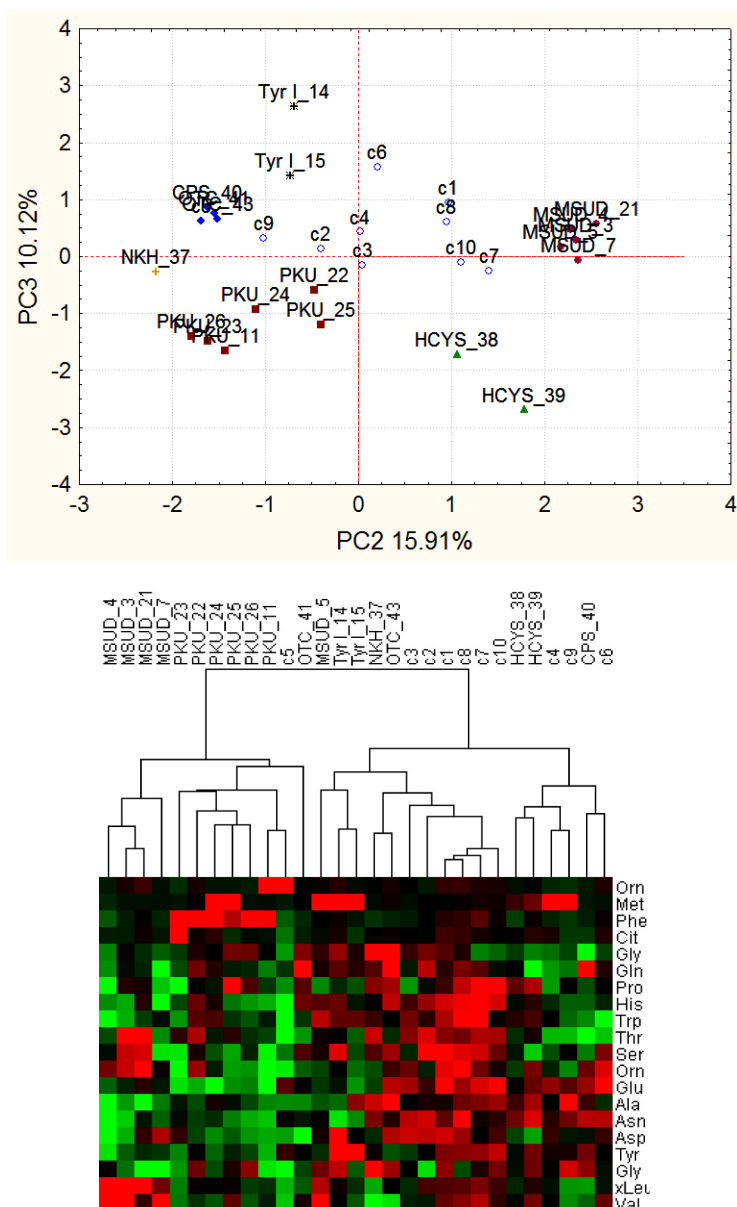 4
3
2
1
0
-1
-2
-3
-4
PC3 10.12%
Tyr I_14
Tyr I_15
c6
c1
c8
c4
c2
c9
c3
c10
c7
CPS_40
OTC_43
NKH_37
MSUD_21
MSUD_4
MSUD_3
MSUD_5
MSUD_7
PKU_22
PKU_24
PKU_25
PKU_26
PKU_23
PKU_11
HCYS_38
HCYS_39
-3 -2 -1 0 1 2 3 4
PC2 15.91%
MSUD_4
MSUD_3
MSUD_21
MSUD_7
PKU_23
PKU_22
PKU_24
PKU_25
PKU_26
PKU_11
c5
OTC_41
MSUD_5
Tyr I_14
Tyr I_15
NKH_37
OTC_43
c3
c2
c1
c8
c7
c10
HCYS_38
HCYS_39
c4
c9
CPS_40
c6
Orn
Met
Phe
Cit
Gly
Gln
Pro
His
Trp
Thr
Ser
Orn
Glu
Ala
Asn
Asp
Tyr
Gly
xLeu
Val